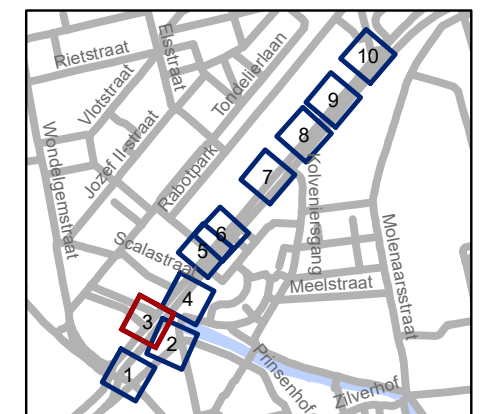 Rietstraat
Elsstraat
Tondelierlaan
Vlotstraat
Jozef II-straat
Wondelgemstraat
Rabotpark
Kolveniersgang
Molenaarsstraat
Scalastraat
Meelstraat
Prinsenhof
Zilverhof
10
9
8
7
6
5
4
3
2
1